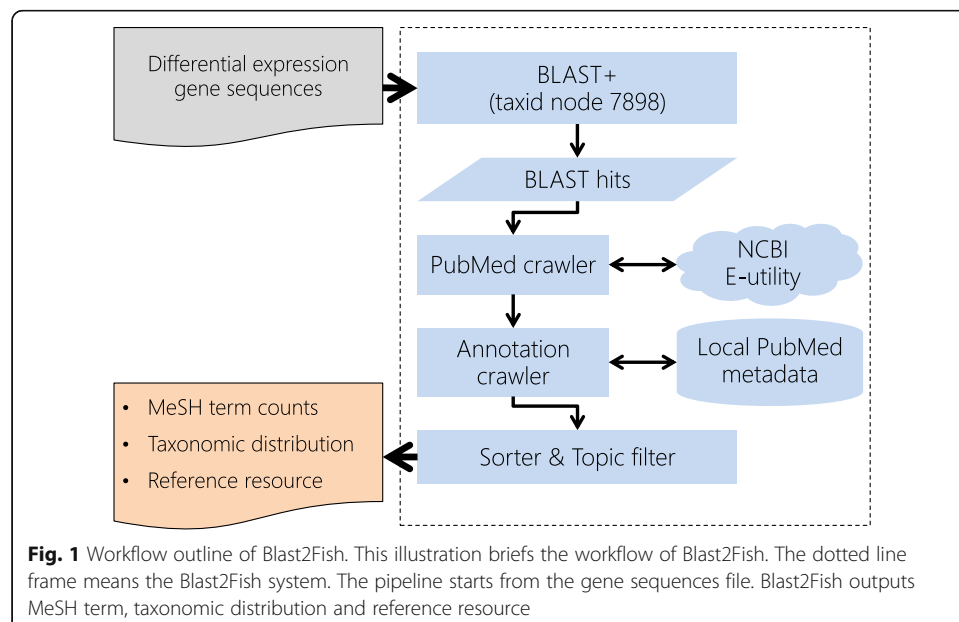 Differential expression
gene sequences
BLAST+
(taxid node 7898)
BLAST hits
PubMed crawler
NCBI
E-utility
Annotation
crawler
Local PubMed
metadata
• MeSH term counts
• Taxonomic distribution
• Reference resource
Sorter & Topic filter
Fig. 1 Workflow outline of Blast2Fish. This illustration briefs the workflow of Blast2Fish. The dotted line
frame means the Blast2Fish system. The pipeline starts from the gene sequences file. Blast2Fish outputs
MeSH term, taxonomic distribution and reference resource